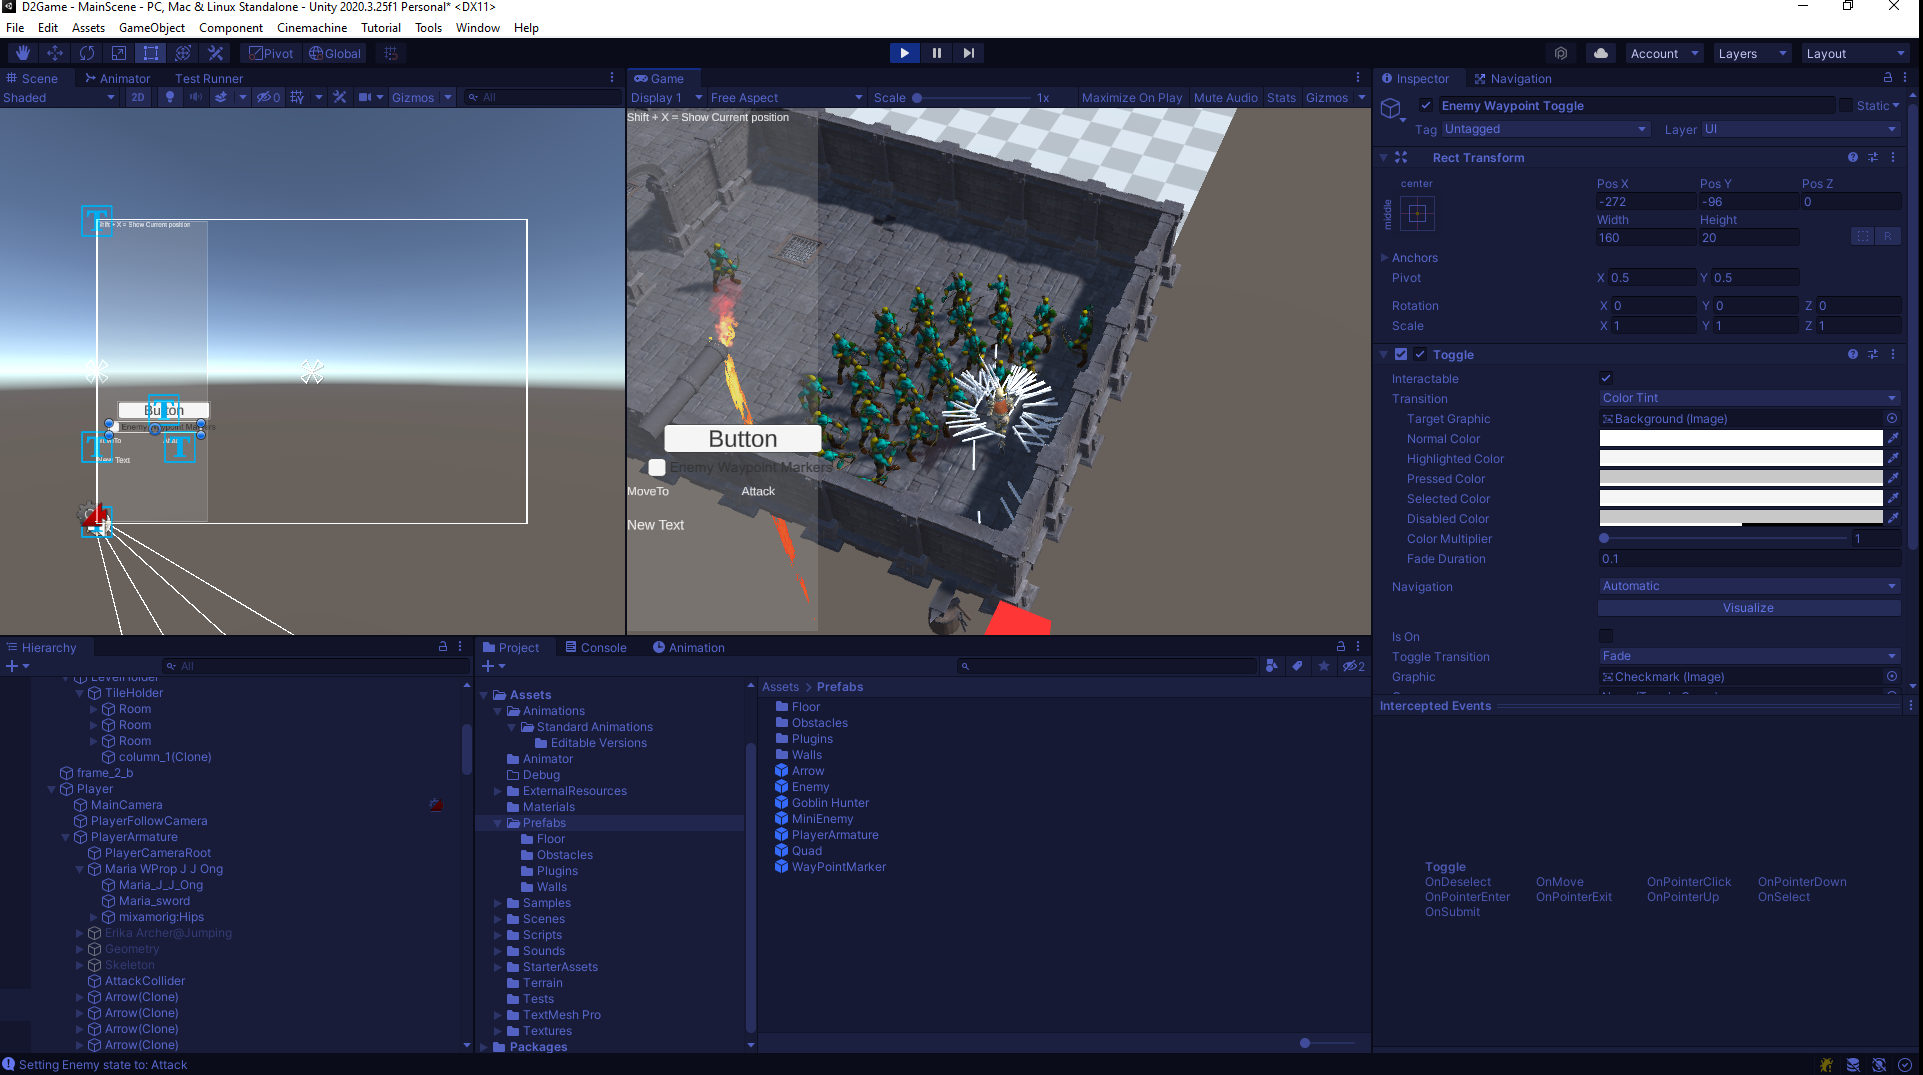 D2Game - MainScene - PC, Mac & Linux Standalone - Unity 2020.3.25f1 Personal* <DX11>
File Edit Assets GameObject Component Cinemachine Tutorial Tools Window Help
Pivot Global Account Layers Layout
Scene Animator Test Runner
Shaded 2D 0 Gizmos All
Shift + X = Show Current position
Button
Enemy Waypoint Markers
MoveTo
New Text
Game
Display 1 Free Aspect Scale 1x Maximize On Play Mute Audio Stats Gizmos
Shift + X = Show Current position
Button
Enemy Waypoint Markers
MoveTo Attack
New Text
Inspector Navigation
Enemy Waypoint Toggle Static
Tag Untagged Layer UI
Rect Transform
center
middle
Pos X Pos Y Pos Z
-272 -96 0
Width Height
160 20 R
Anchors
Pivot X 0.5 Y 0.5
Rotation X 0 Y 0 Z 0
Scale X 1 Y 1 Z 1
Toggle
Interactable
Transition Color Tint
Target Graphic Background (Image)
Normal Color
Highlighted Color
Pressed Color
Selected Color
Disabled Color
Color Multiplier 1
Fade Duration 0.1
Navigation Automatic
Visualize
Is On
Toggle Transition Fade
Graphic Checkmark (Image)
Intercepted Events
Toggle
OnDeselect OnMove OnPointerClick OnPointerDown
OnPointerEnter OnPointerExit OnPointerUp OnSelect
OnSubmit
Hierarchy
All
LevelHolder
TileHolder
Room
Room
Room
column_1(Clone)
frame_2_b
Player
MainCamera
PlayerFollowCamera
PlayerArmature
PlayerCameraRoot
Maria WProp J J Ong
Maria_J_J_Ong
Maria_sword
mixamorig:Hips
Erika Archer@Jumping
Geometry
Skeleton
AttackCollider
Arrow(Clone)
Arrow(Clone)
Arrow(Clone)
Arrow(Clone)
Project Console Animation
2
Assets
Animations
Standard Animations
Editable Versions
Animator
Debug
ExternalResources
Materials
Prefabs
Floor
Obstacles
Plugins
Walls
Samples
Scenes
Scripts
Sounds
StarterAssets
Terrain
Tests
TextMesh Pro
Textures
Packages
Assets > Prefabs
Floor
Obstacles
Plugins
Walls
Arrow
Enemy
Goblin Hunter
MiniEnemy
PlayerArmature
Quad
WayPointMarker
Setting Enemy state to: Attack